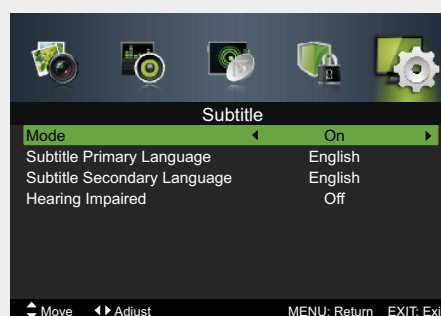 Subtitle
Mode On
Subtitle Primary Language English
Subtitle Secondary Language English
Hearing Impaired Off
Move Adjust MENU: Return EXIT: Exi